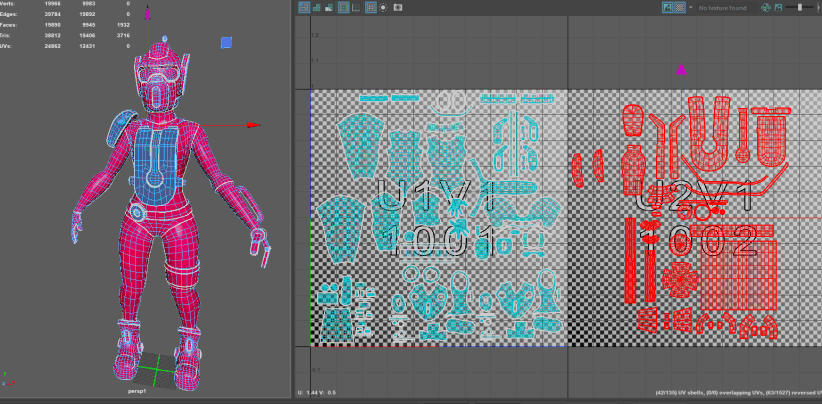 Verts: 19966 9983 0
Edges: 39784 19892 0
Faces: 19890 9945 1932
Tris: 38812 19406 3716
UVs: 24862 12431 0
No texture found
1.2
1.1
U1V1
1001
U2V1
1002
persp1
U: 1.44 V: 0.5
(42/135) UV shells, (0/0) overlapping UVs, (63/1527) reversed U